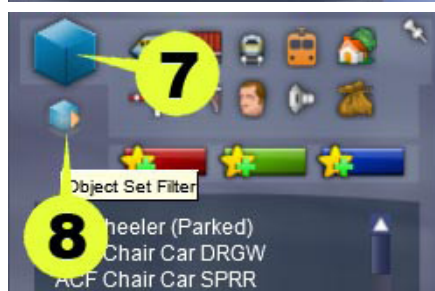 7
Object Set Filter
8
heeler (Parked)
Chair Car DRGW
ACF Chair Car SPRR